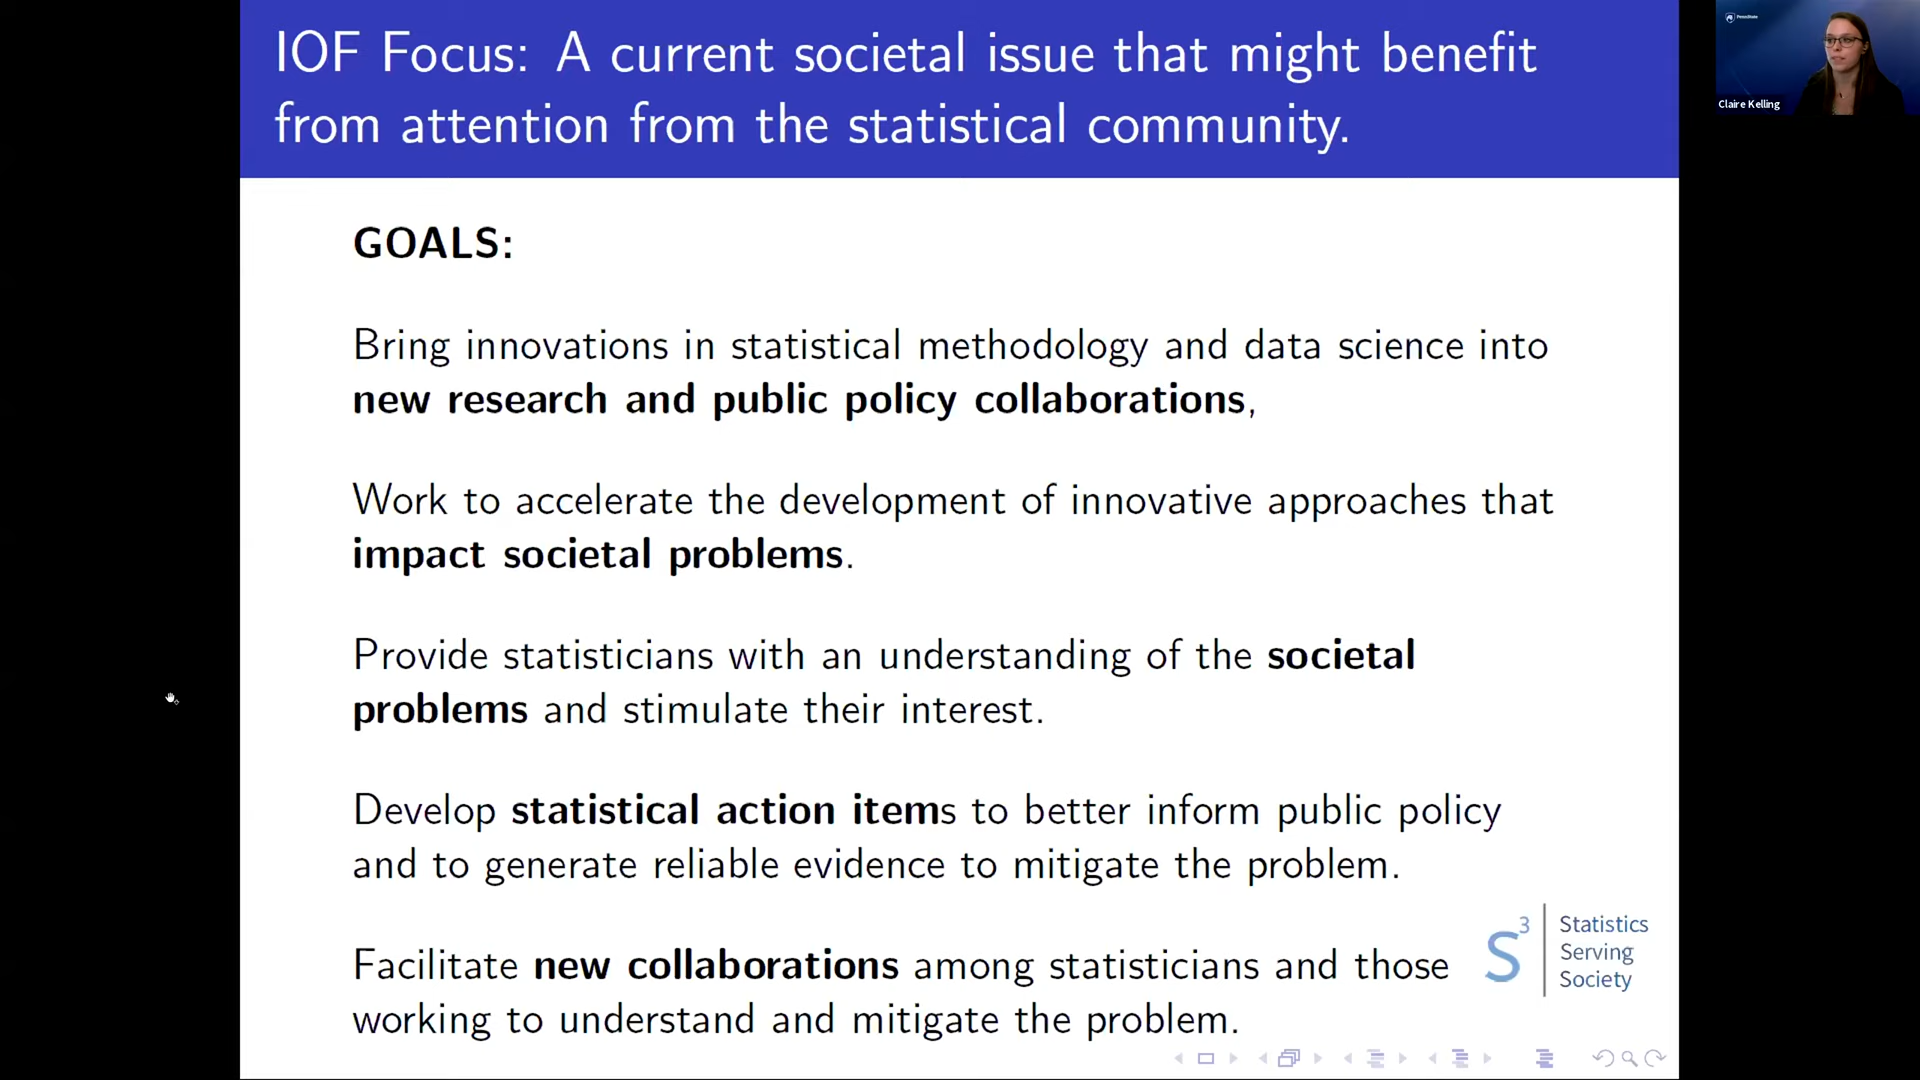 IOF Focus: A current societal issue that might benefit
from attention from the statistical community.
PennState
Claire Kelling
GOALS:
Bring innovations in statistical methodology and data science into
new research and public policy collaborations,
Work to accelerate the development of innovative approaches that
impact societal problems.
Provide statisticians with an understanding of the societal
problems and stimulate their interest.
Develop statistical action items to better inform public policy
and to generate reliable evidence to mitigate the problem.
Facilitate new collaborations among statisticians and those
working to understand and mitigate the problem.
S3
Statistics
Serving
Society